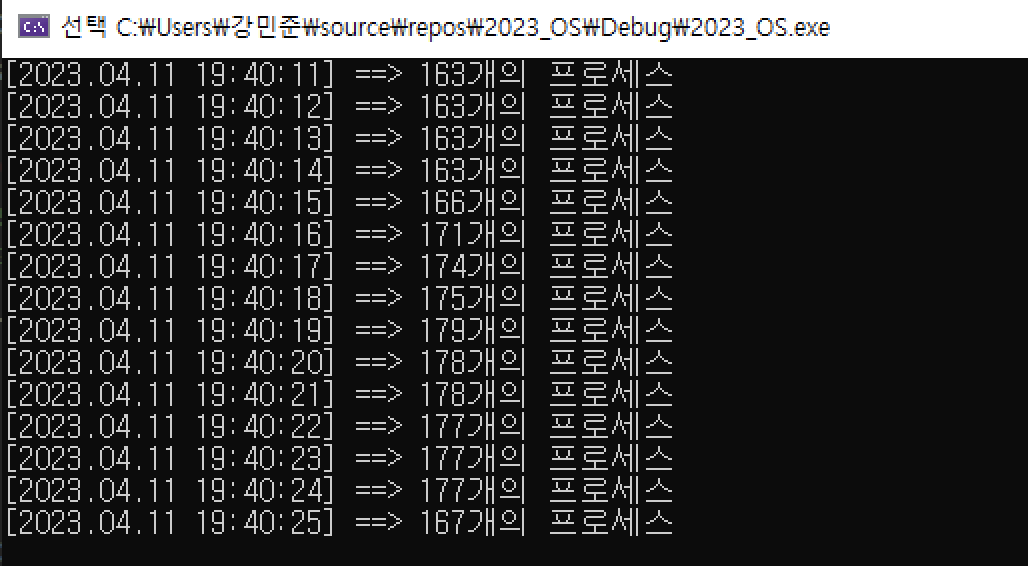 선택 C:₩Users₩강민준₩source₩repos₩2023_OS₩Debug₩2023_OS.exe
[2023.04.11 19:40:11] ==> 163개의 프로세스
[2023.04.11 19:40:12] ==> 163개의 프로세스
[2023.04.11 19:40:13] ==> 163개의 프로세스
[2023.04.11 19:40:14] ==> 163개의 프로세스
[2023.04.11 19:40:15] ==> 166개의 프로세스
[2023.04.11 19:40:16] ==> 171개의 프로세스
[2023.04.11 19:40:17] ==> 174개의 프로세스
[2023.04.11 19:40:18] ==> 175개의 프로세스
[2023.04.11 19:40:19] ==> 179개의 프로세스
[2023.04.11 19:40:20] ==> 178개의 프로세스
[2023.04.11 19:40:21] ==> 178개의 프로세스
[2023.04.11 19:40:22] ==> 177개의 프로세스
[2023.04.11 19:40:23] ==> 177개의 프로세스
[2023.04.11 19:40:24] ==> 177개의 프로세스
[2023.04.11 19:40:25] ==> 167개의 프로세스